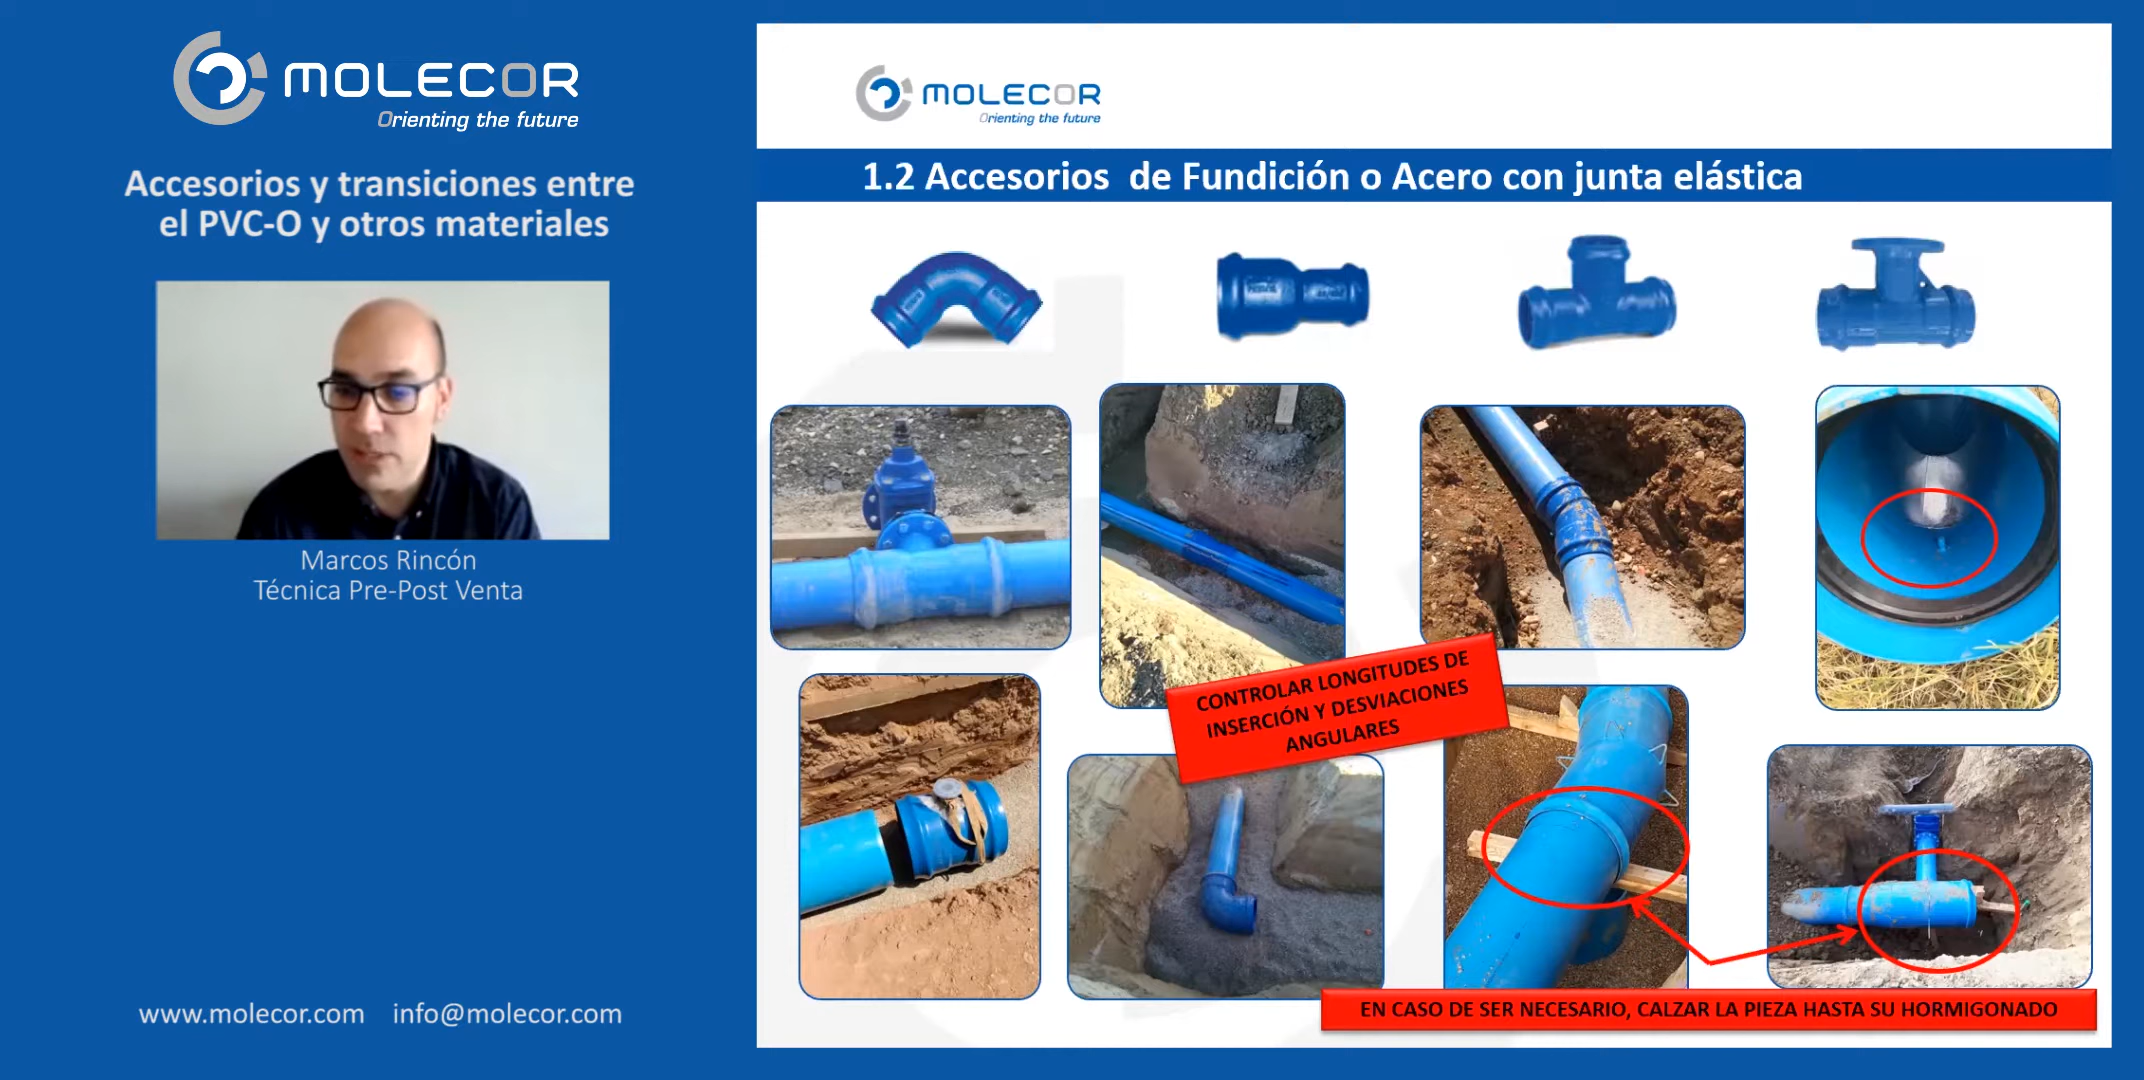 MOLECOR
Orienting the future
Accesorios y transiciones entre
el PVC-O y otros materiales
Marcos Rincón
Técnica Pre-Post Venta
www.molecor.com info@molecor.com
MOLECOR
Orienting the future
1.2 Accesorios de Fundición o Acero con junta elástica
CONTROLAR LONGITUDES DE
INSERCIÓN Y DESVIACIONES
ANGULARES
EN CASO DE SER NECESARIO, CALZAR LA PIEZA HASTA SU HORMIGONADO